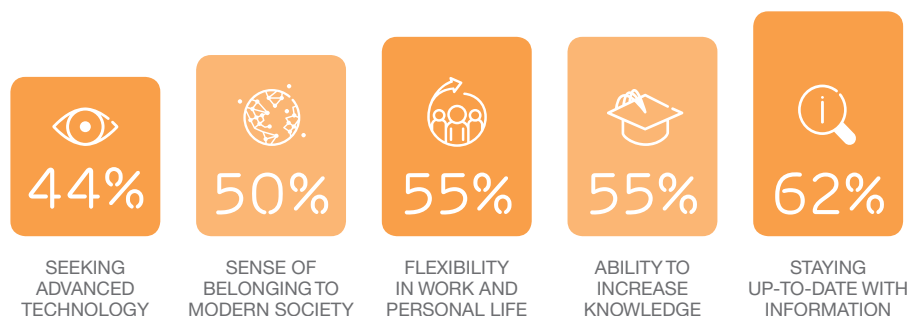 44%
50%
55%
55%
i
62%
SEEKING
ADVANCED
TECHNOLOGY
SENSE OF
BELONGING TO
MODERN SOCIETY
FLEXIBILITY
IN WORK AND
PERSONAL LIFE
ABILITY TO
INCREASE
KNOWLEDGE
STAYING
UP-TO-DATE WITH
INFORMATION